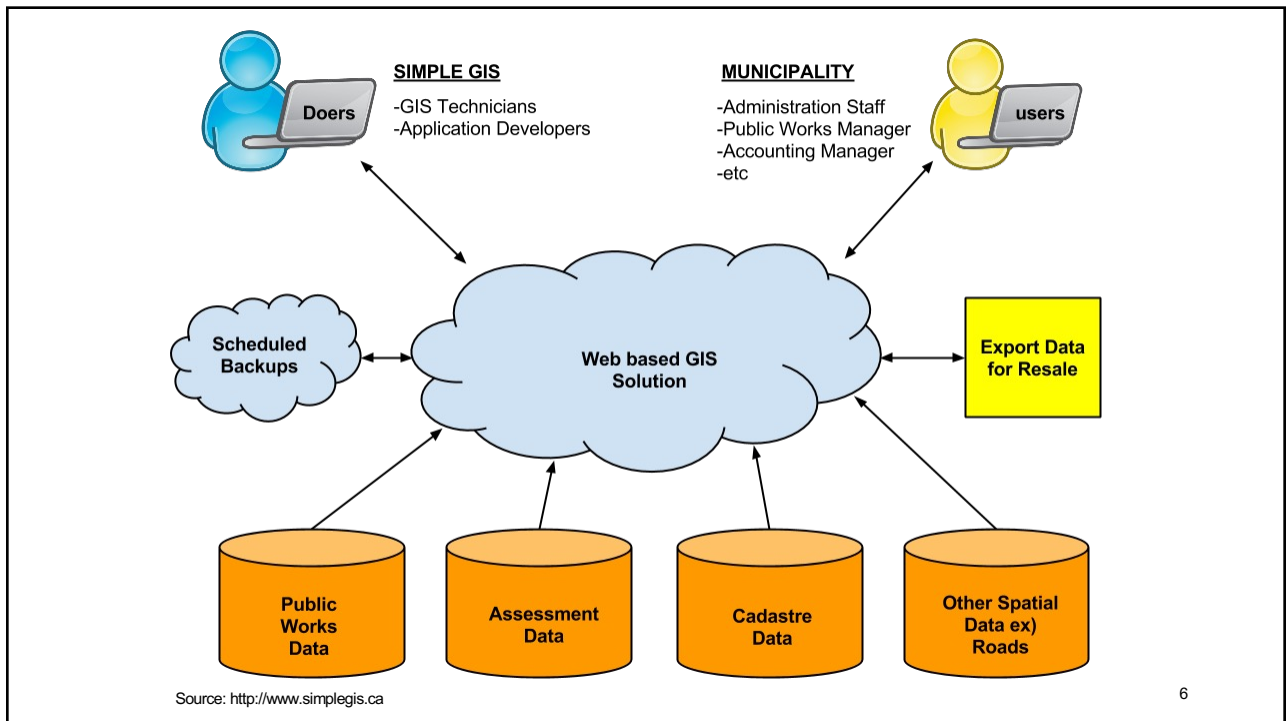 SIMPLE GIS
-GIS Technicians
-Application Developers
Doers
MUNICIPALITY
-Administration Staff
-Public Works Manager
-Accounting Manager
-etc
users
Scheduled
Backups
Web based GIS
Solution
Export Data
for Resale
Public
Works
Data
Assessment
Data
Cadastre
Data
Other Spatial
Data ex)
Roads
Source: http://www.simplegis.ca
6